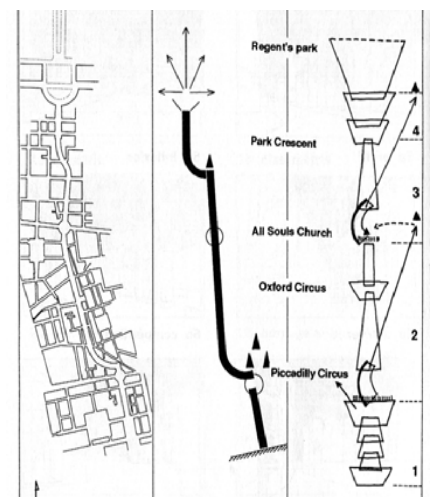 Regent's park
Park Crescent
4
3
All Souls Church
Oxford Circus
2
Piccadilly Circus
1